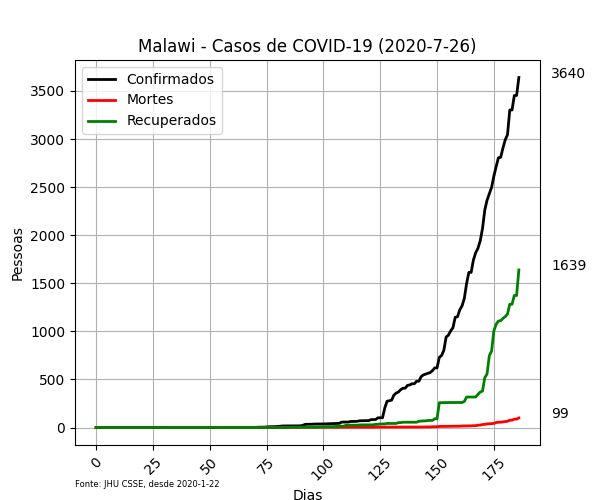 Malawi - Casos de COVID-19 (2020-7-26)
Confirmados
Mortes
Recuperados
3640
1639
99
Pessoas
3500
3000
2500
2000
1500
1000
500
0
0
25
50
75
100
125
150
175
Fonte: JHU CSSE, desde 2020-1-22
Dias